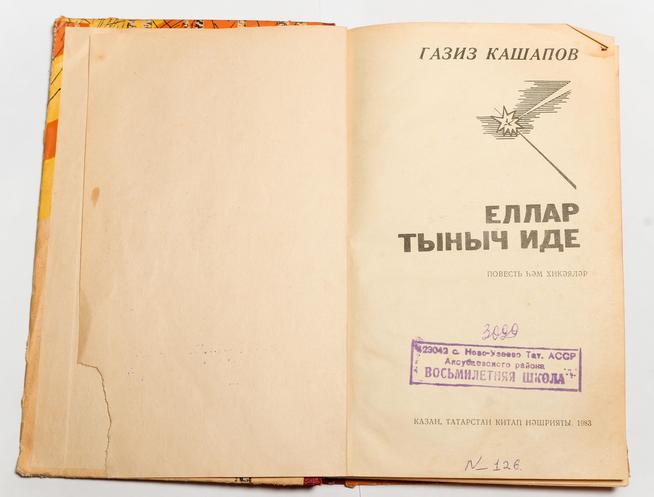 ГАЗИЗ КАШАПОВ
ЕЛЛАР
ТЫНЫЧ ИДЕ
ПОВЕСТЬ ҺӘМ ХИКӘЯЛӘР
3099
423042 с. Ново-Узеево Тат. АССР
Аксубаевского района
ВОСЬМИЛЕТНЯЯ ШКОЛА
КАЗАН, ТАТАРСТАН КИТАП НӘШРИЯТЫ, 1983
№ 126.